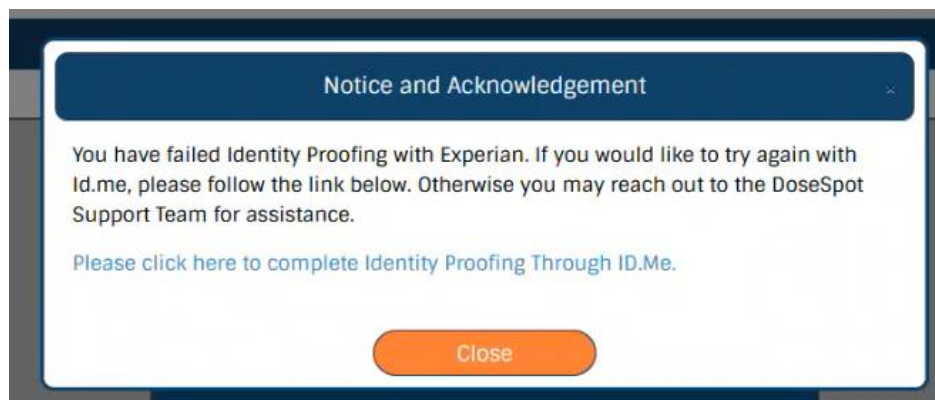 Notice and Acknowledgement
You have failed Identity Proofing with Experian. If you would like to try again with
Id.me, please follow the link below. Otherwise you may reach out to the DoseSpot
Support Team for assistance.
Please click here to complete Identity Proofing Through ID.Me.
Close